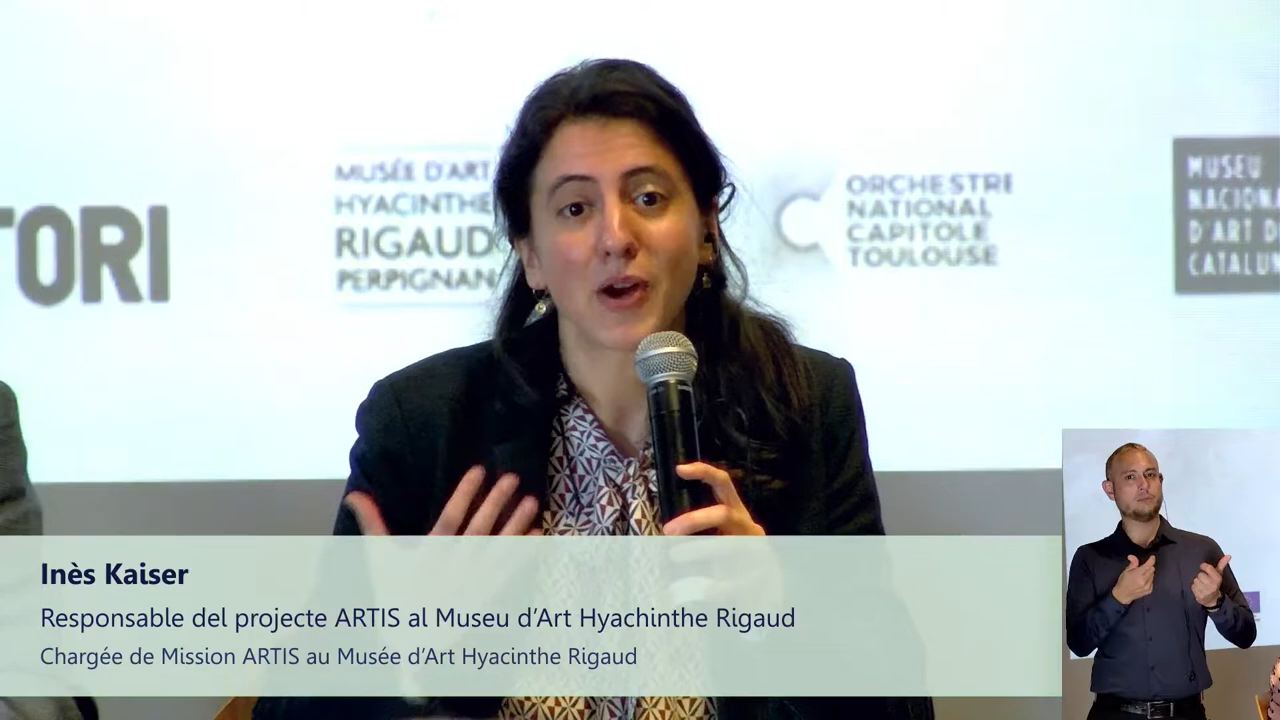 TORI
MUSÉE D'ART
HYACINTHE
RIGAUD
PERPIGNAN
ORCHESTRE
NATIONAL
CAPITOLE
TOULOUSE
MUSEU
NACIONA
D'ART D
CATALUN
Inès Kaiser
Responsable del projecte ARTIS al Museu d’Art Hyachinthe Rigaud
Chargée de Mission ARTIS au Musée d’Art Hyacinthe Rigaud